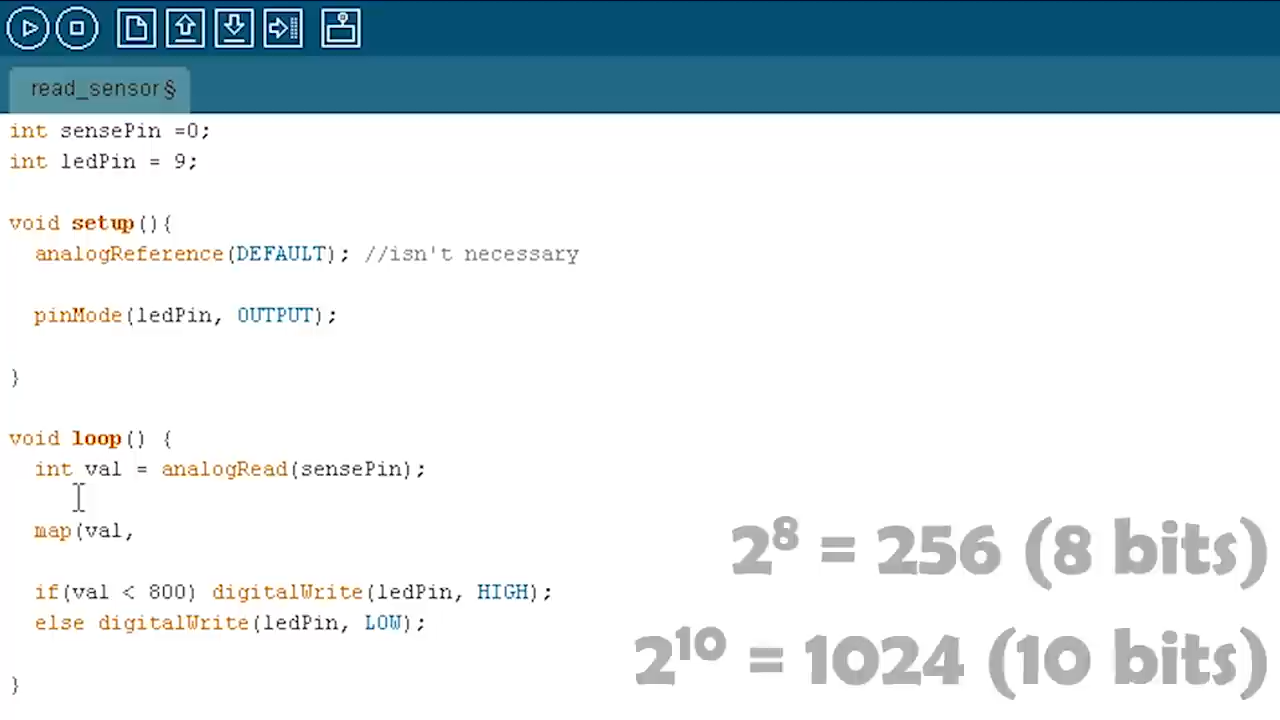 read_sensor§
int sensePin =0;
int ledPin = 9;
void setup(){
analogReference(DEFAULT); //isn't necessary
pinMode(ledPin, OUTPUT);
}
void loop() {
int val = analogRead(sensePin);
map(val,
if(val < 800) digitalWrite(ledPin, HIGH);
else digitalWrite(ledPin, LOW);
}
2⁸ = 256 (8 bits)
2¹⁰ = 1024 (10 bits)